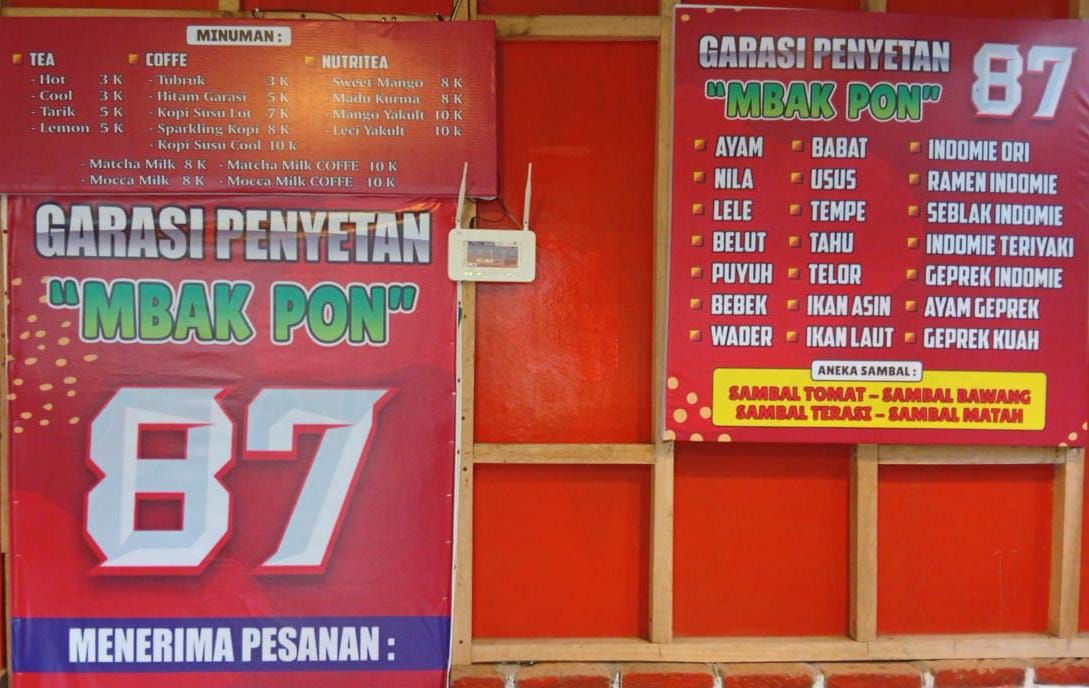 MINUMAN :
TEA
- Hot 3 K
- Cool 3 K
- Tarik 5 K
- Lemon 5 K
COFFE
- Tubruk 3 K
- Hitam Garasi 5 K
- Kopi Susu Lot 7 K
- Sparkling Kopi 8 K
- Kopi Susu Cool 10 K
NUTRITEA
- Sweet Mango 8 K
- Madu Kurma 8 K
- Mango Yakult 10 K
- Leci Yakult 10 k
- Matcha Milk 8 K - Matcha Milk COFFE 10 K
- Mocca Milk 8 K - Mocca Milk COFFE 10 K
GARASI PENYETAN
"MBAK PON"
87
MENERIMA PESANAN :
GARASI PENYETAN
"MBAK PON"
87
AYAM
NILA
LELE
BELUT
PUYUH
BEBEK
WADER
BABAT
USUS
TEMPE
TAHU
TELOR
IKAN ASIN
IKAN LAUT
INDOMIE ORI
RAMEN INDOMIE
SEBLAK INDOMIE
INDOMIE TERIYAKI
GEPREK INDOMIE
AYAM GEPREK
GEPREK KUAH
ANEKA SAMBAL :
SAMBAL TOMAT - SAMBAL BAWANG
SAMBAL TERASI - SAMBAL MATAH